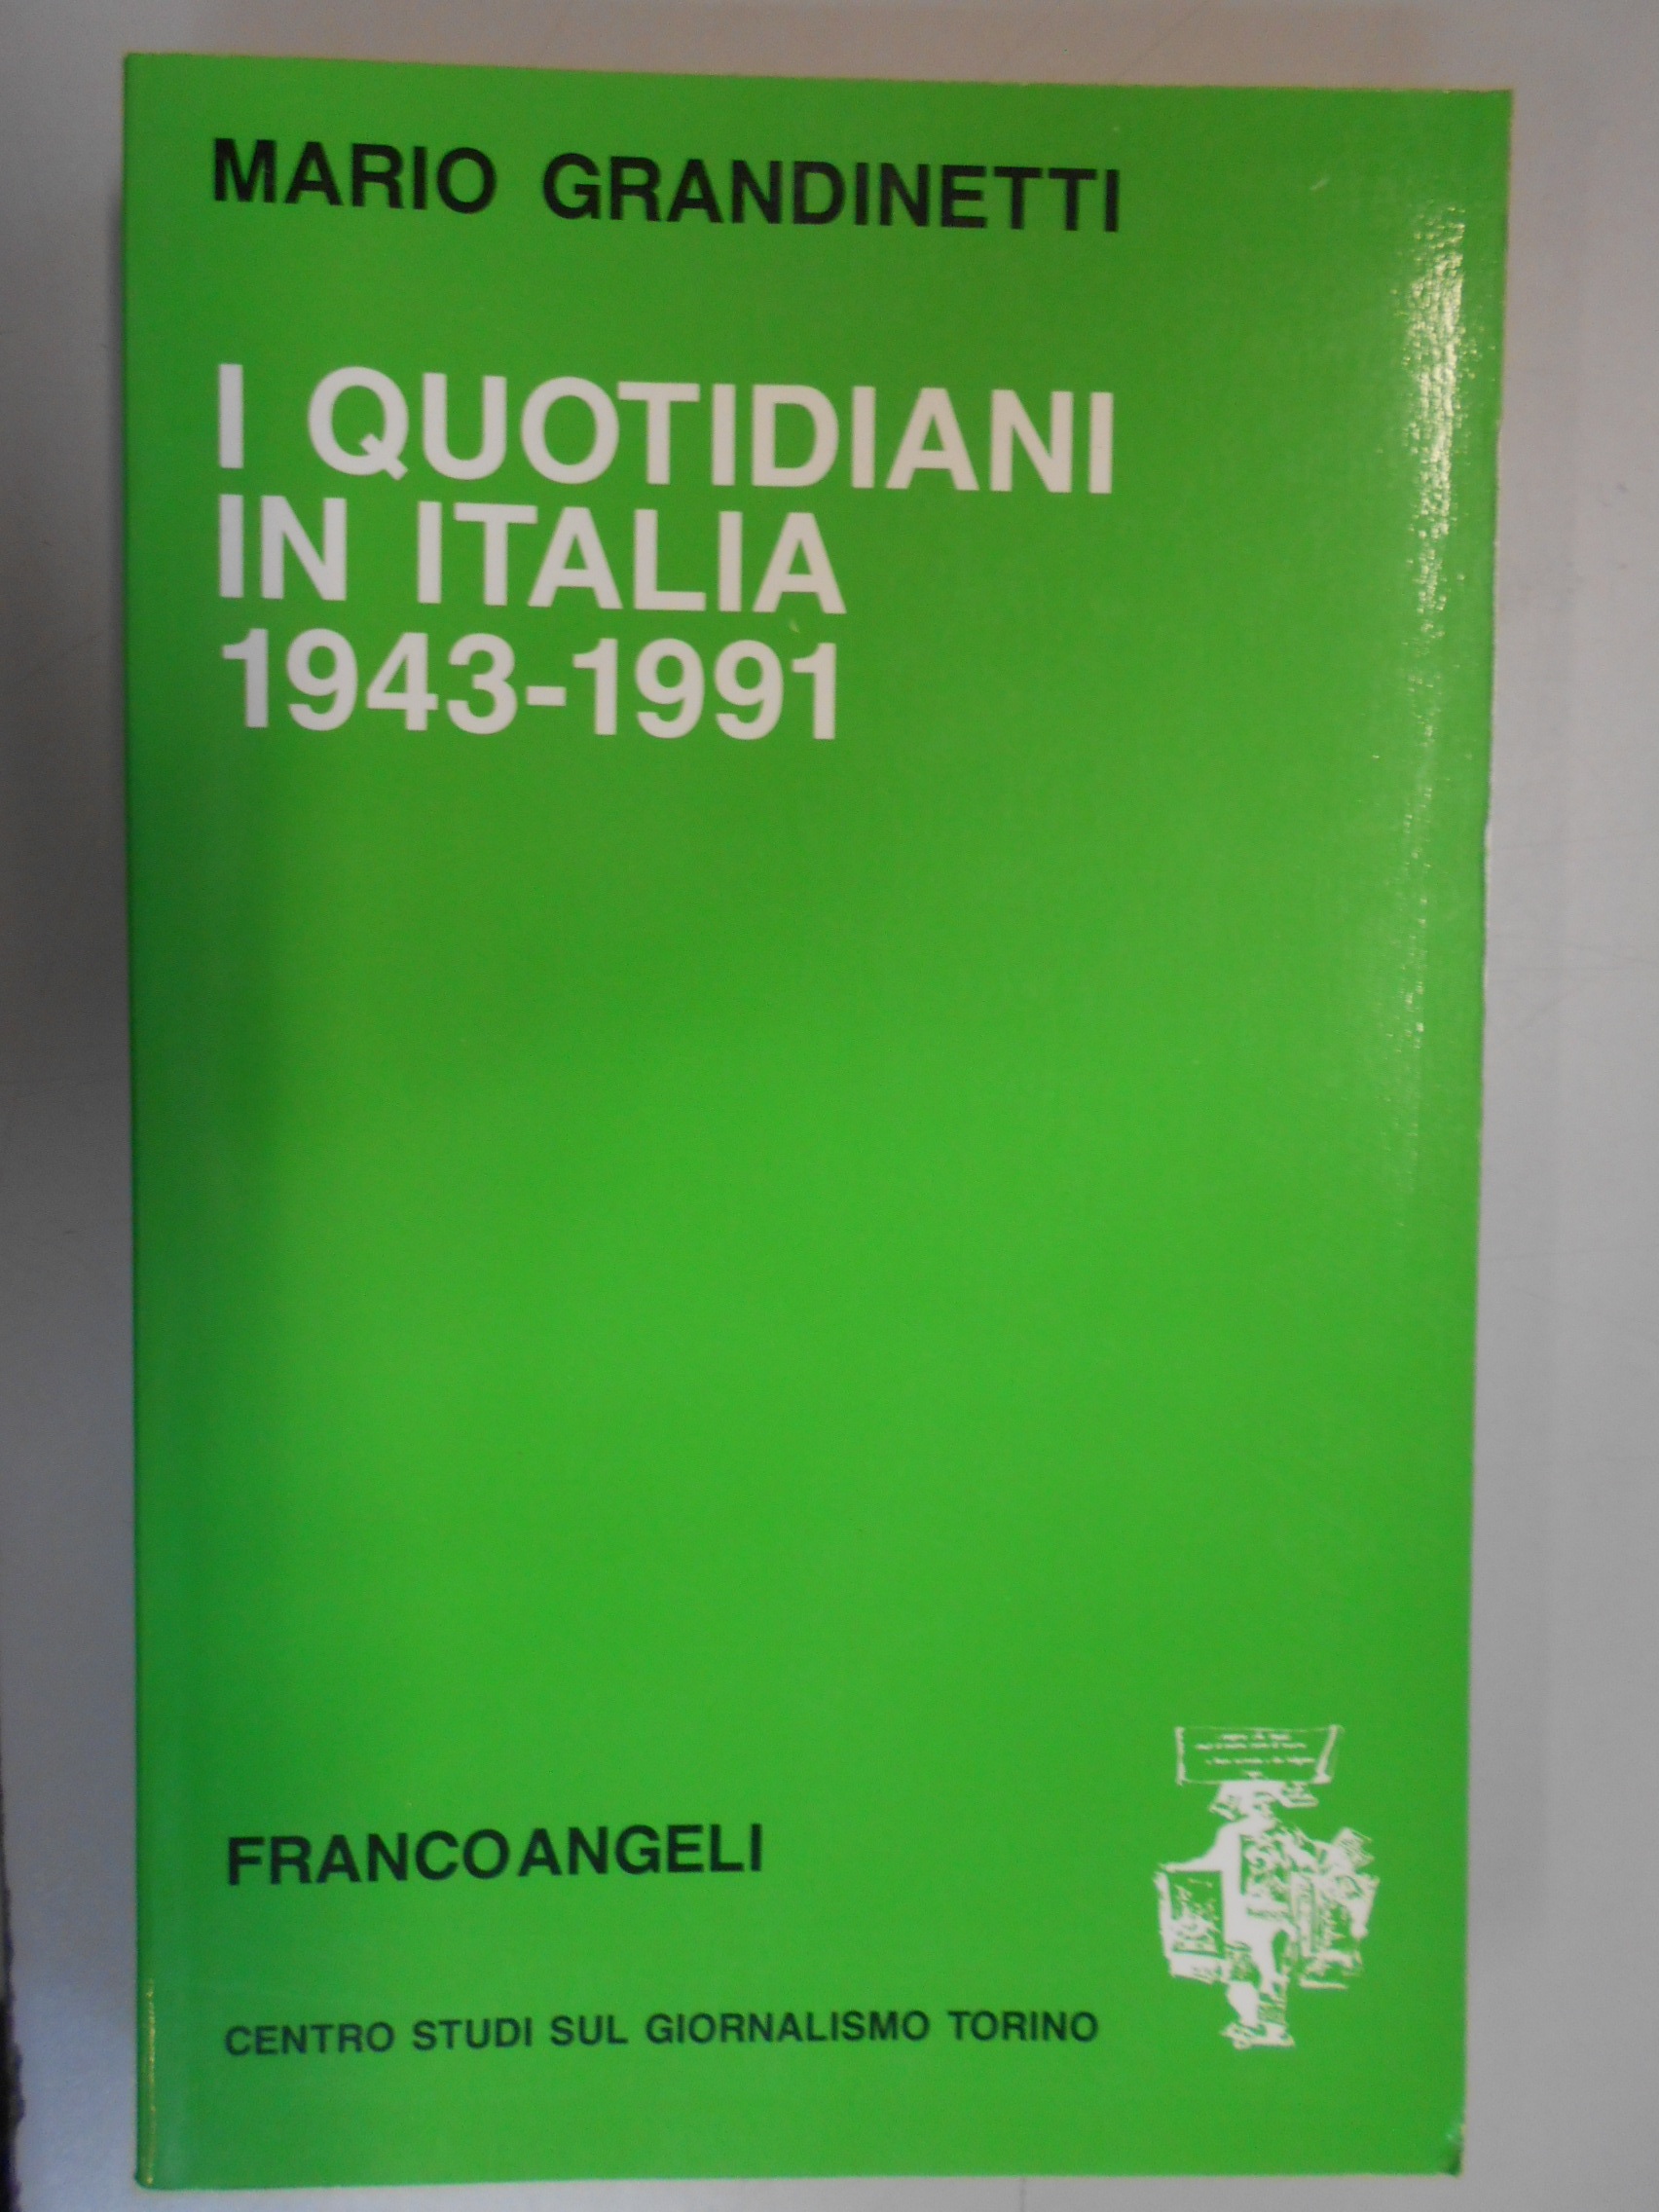 MARIO GRANDINETTI
I QUOTIDIANI
IN ITALIA
1943-1991
FRANCOANGELI
CENTRO STUDI SUL GIORNALISMO TORINO